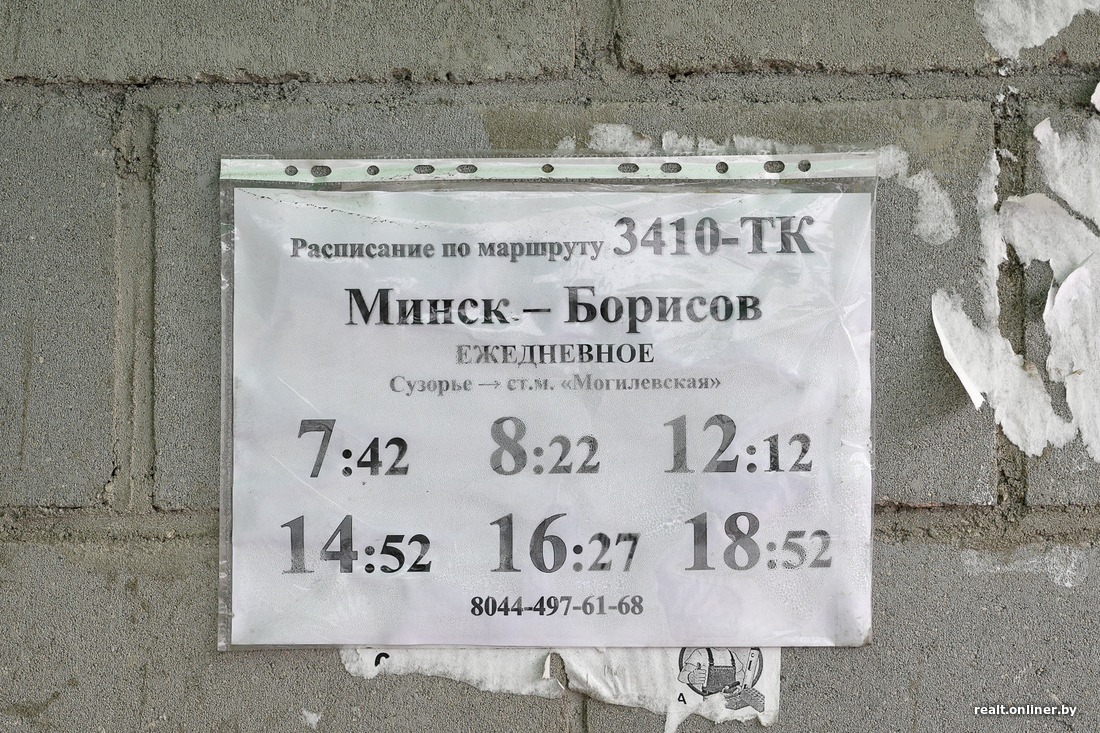 Расписание по маршруту 3410-ТК
Минск – Борисов
ЕЖЕДНЕВНОЕ
Сузорье → ст.м. «Могилевская»
7:42 8:22 12:12
14:52 16:27 18:52
8044-497-61-68
А
realt.onliner.by